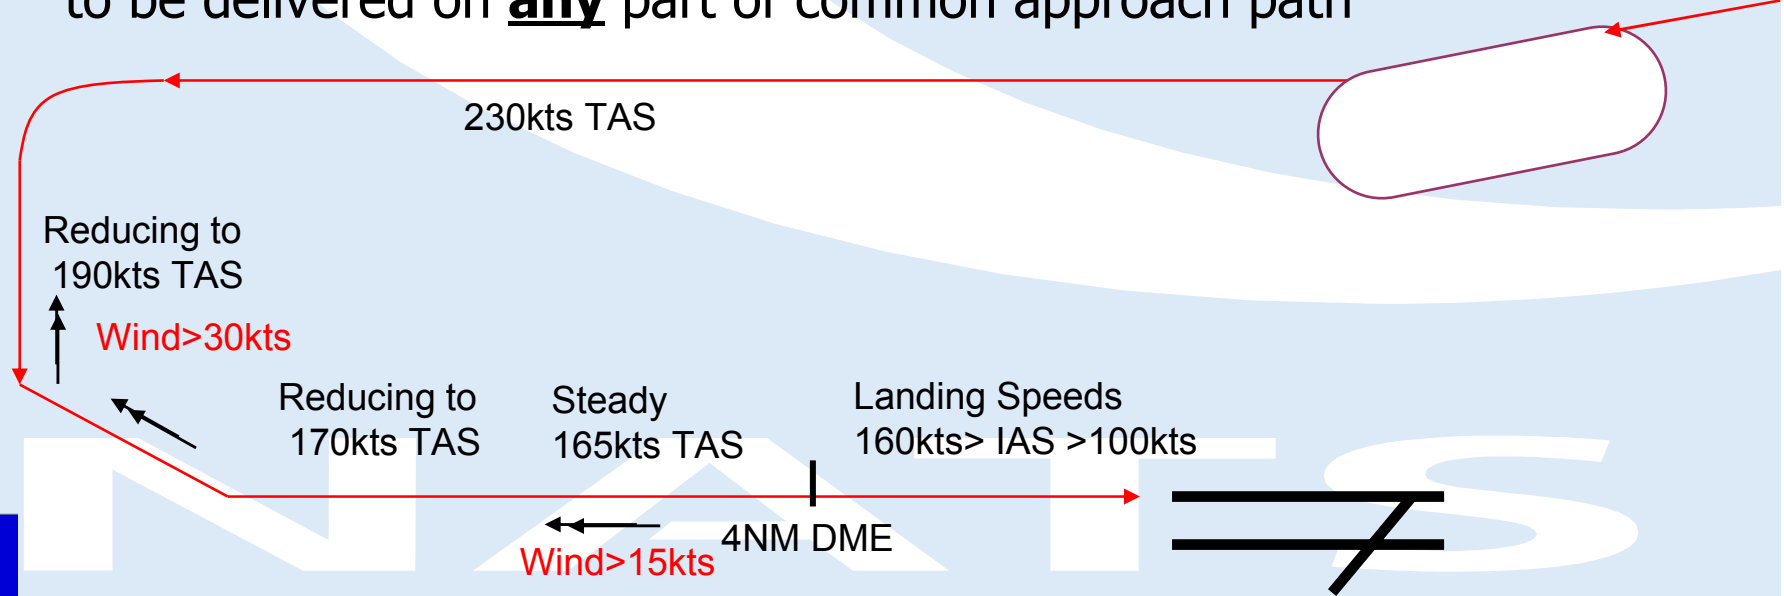 to be delivered on any part of common approach path
230kts TAS
Reducing to
190kts TAS
Wind>30kts
Reducing to
170kts TAS
Steady
165kts TAS
Landing Speeds
160kts> IAS >100kts
4NM DME
Wind>15kts
NATS